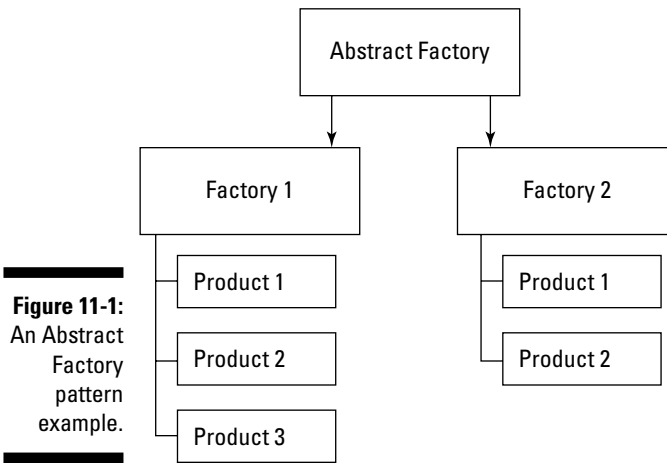 Abstract Factory
Factory 1
Factory 2
Product 1
Product 2
Product 3
Product 1
Product 2
Figure 11-1:
An Abstract
Factory
pattern
example.